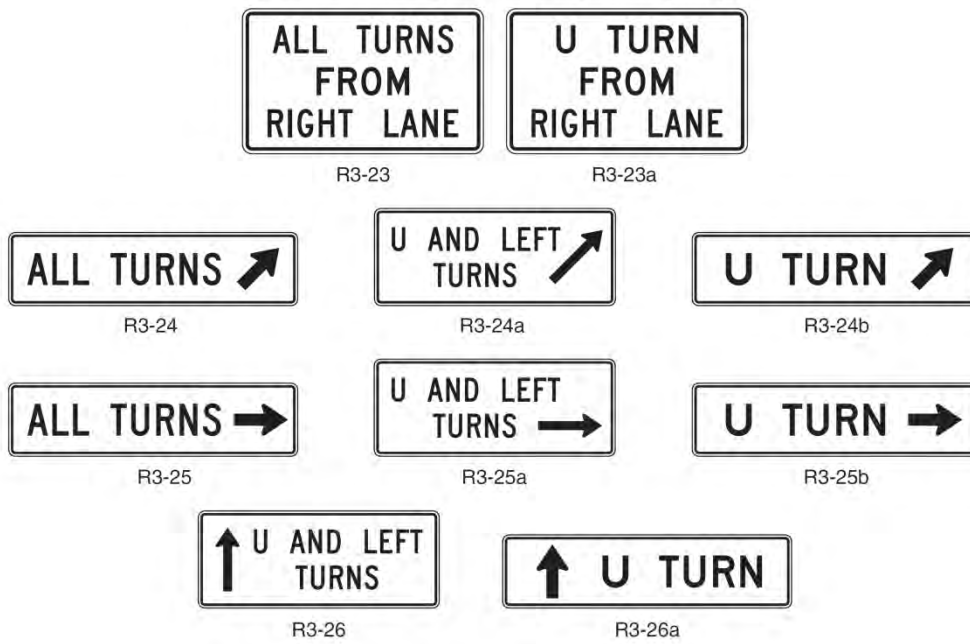 ALL TURNS
FROM
RIGHT LANE
R3-23
U TURN
FROM
RIGHT LANE
R3-23a
ALL TURNS
R3-24
U AND LEFT
TURNS
R3-24a
U TURN
R3-24b
ALL TURNS
R3-25
U AND LEFT
TURNS
R3-25a
U TURN
R3-25b
U AND LEFT
TURNS
R3-26
U TURN
R3-26a